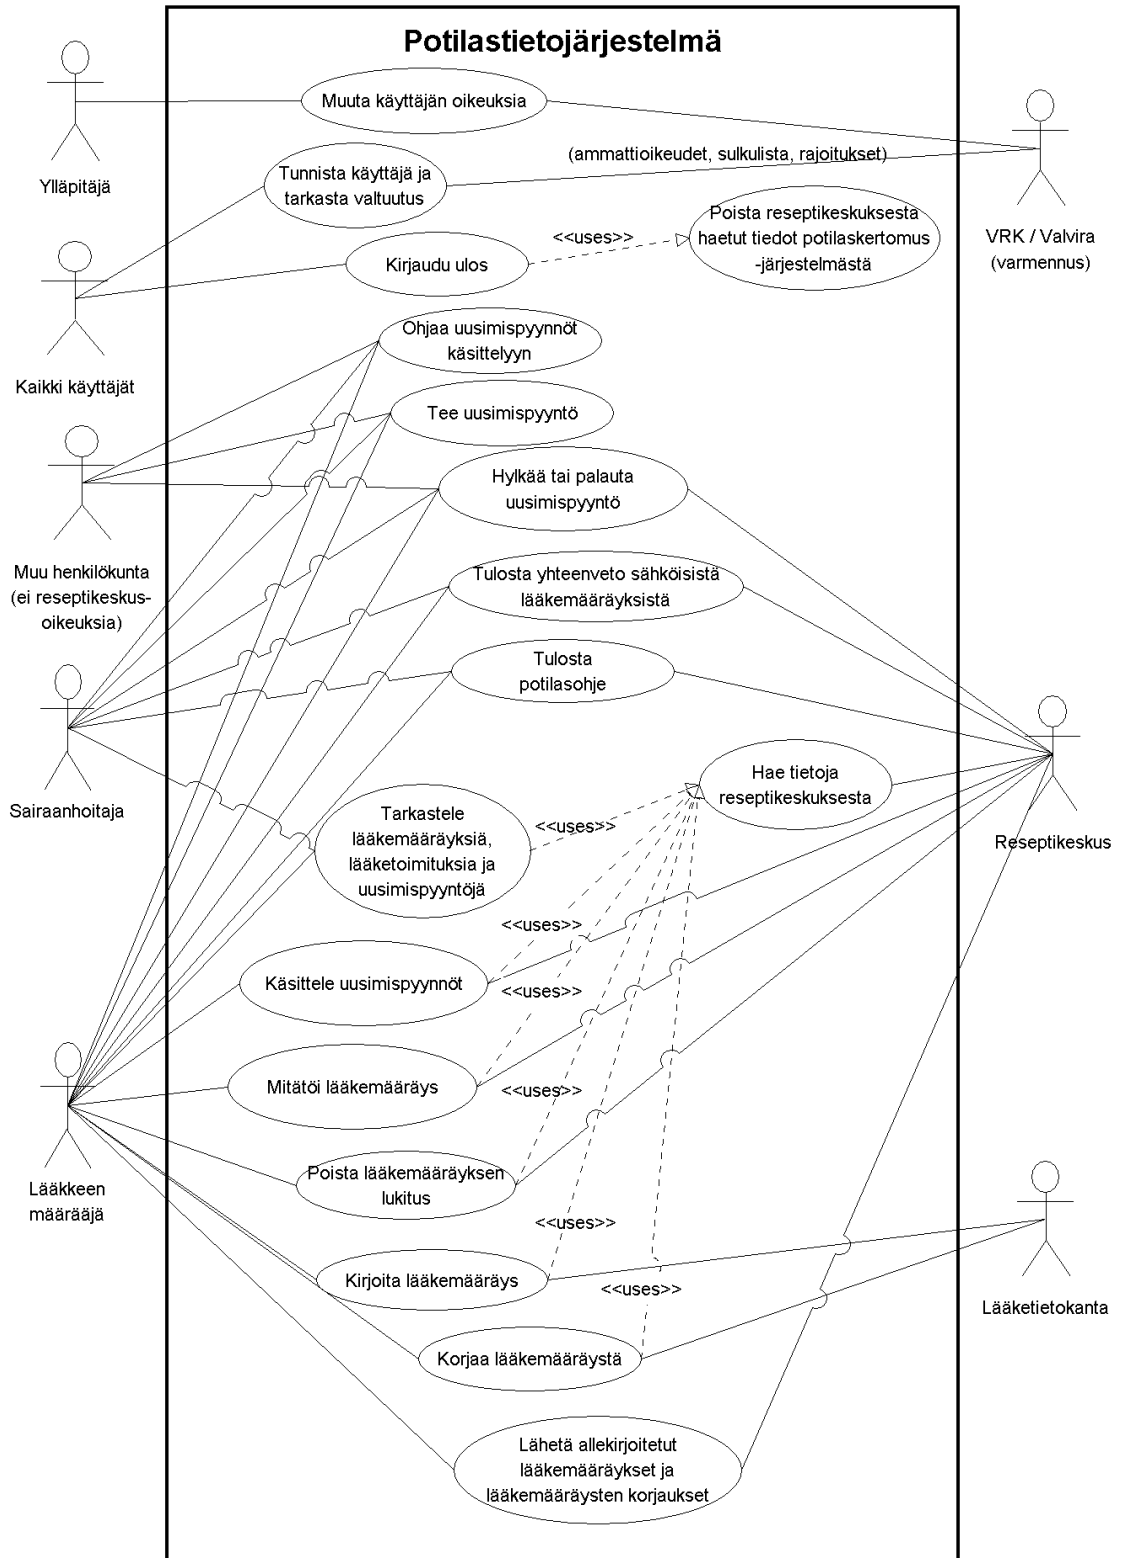 Potilastietojärjestelmä
Muuta käyttäjän oikeuksia
Ylläpitäjä
(ammattioikeudet, sulkulista, rajoitukset)
Tunnista käyttäjä ja
tarkasta valtuutus
VRK / Valvira
(varmennus)
Poista reseptikeskuksesta
haetut tiedot potilaskertomus
-järjestelmästä
<<uses>>
Kirjaudu ulos
Kaikki käyttäjät
Ohjaa uusimispyynnöt
käsittelyyn
Tee uusimispyyntö
Hylkää tai palauta
uusimispyyntö
Muu henkilökunta
(ei reseptikeskus-
oikeuksia)
Tulosta yhteenveto sähköisistä
lääkemääräyksistä
Tulosta
potilasohje
Sairaanhoitaja
Hae tietoja
reseptikeskuksesta
Reseptikeskus
Tarkastele
lääkemääräyksiä,
lääketoimituksia ja
uusimispyyntöjä
<<uses>>
<<uses>>
Käsittele uusimispyynnöt
<<uses>>
Mitätöi lääkemääräys
<<uses>>
Lääkkeen
määrääjä
Poista lääkemääräyksen
lukitus
<<uses>>
Kirjoita lääkemääräys
<<uses>>
Lääketietokanta
Korjaa lääkemääräystä
Lähetä allekirjoitetut
lääkemääräykset ja
lääkemääräysten korjaukset